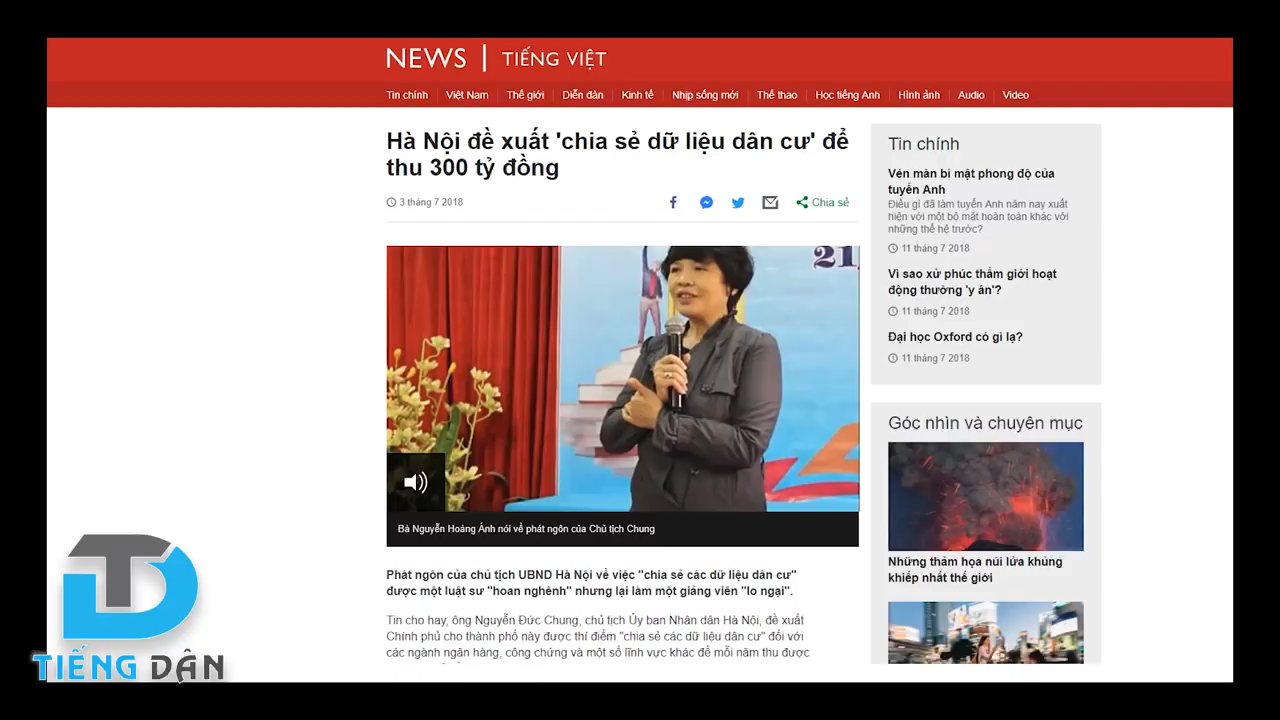 NEWS | TIẾNG VIỆT
Tin chính Việt Nam Thế giới Diễn đàn Kinh tế Nhịp sống mới Thể thao Học tiếng Anh Hình ảnh Audio Video
Hà Nội đề xuất 'chia sẻ dữ liệu dân cư' để
thu 300 tỷ đồng
3 tháng 7 2018
Chia sẻ
21
Bà Nguyễn Hoàng Ánh nói về phát ngôn của Chủ tịch Chung
Phát ngôn của chủ tịch UBND Hà Nội về việc "chia sẻ các dữ liệu dân cư"
được một luật sư "hoan nghênh" nhưng lại làm một giảng viên "lo ngại".
Tin cho hay, ông Nguyễn Đức Chung, chủ tịch Ủy ban Nhân dân Hà Nội, đề xuất
Chính phủ cho thành phố này được thí điểm "chia sẻ các dữ liệu dân cư" đối với
các ngành ngân hàng, công chứng và một số lĩnh vực khác để mỗi năm thu được
Tin chính
Vén màn bí mật phong độ của
tuyển Anh
Điều gì đã làm tuyển Anh năm nay xuất
hiện với một bộ mặt hoàn toàn khác với
những thế hệ trước?
11 tháng 7 2018
Vì sao xử phúc thẩm giới hoạt
động thường 'y án'?
11 tháng 7 2018
Đại học Oxford có gì lạ?
11 tháng 7 2018
Góc nhìn và chuyên mục
Những thảm họa núi lửa khủng
khiếp nhất thế giới
TIẾNG DÂN